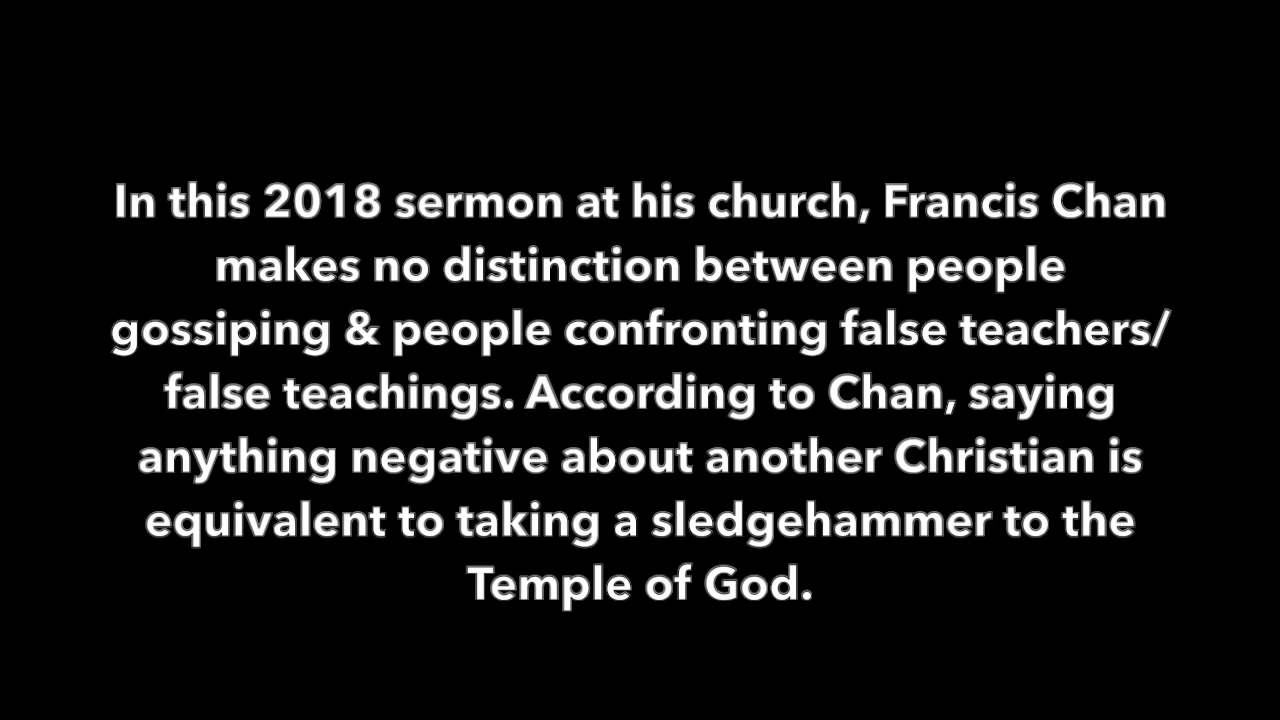 In this 2018 sermon at his church, Francis Chan
makes no distinction between people
gossiping & people confronting false teachers/
false teachings. According to Chan, saying
anything negative about another Christian is
equivalent to taking a sledgehammer to the
Temple of God.